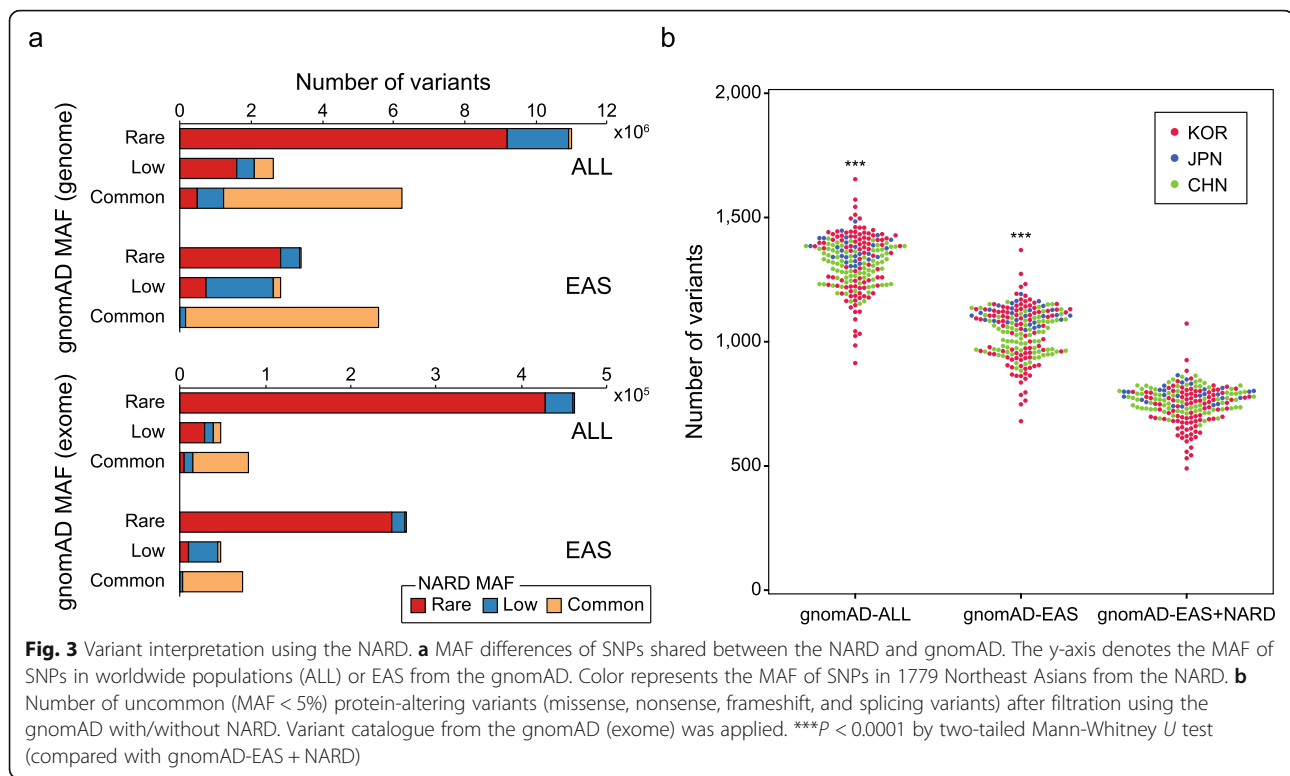 a
Number of variants
0 2 4 6 8 10 12
x10⁶
gnomAD MAF (genome)
Rare
Low
Common
ALL
Rare
Low
Common
EAS
0 1 2 3 4 5
x10⁵
gnomAD MAF (exome)
Rare
Low
Common
ALL
Rare
Low
Common
EAS
NARD MAF
Rare Low Common
b
Number of variants
2,000
1,500
1,000
500
0
***
***
KOR
JPN
CHN
gnomAD-ALL gnomAD-EAS gnomAD-EAS+NARD
Fig. 3 Variant interpretation using the NARD. a MAF differences of SNPs shared between the NARD and gnomAD. The y-axis denotes the MAF of
SNPs in worldwide populations (ALL) or EAS from the gnomAD. Color represents the MAF of SNPs in 1779 Northeast Asians from the NARD. b
Number of uncommon (MAF < 5%) protein-altering variants (missense, nonsense, frameshift, and splicing variants) after filtration using the
gnomAD with/without NARD. Variant catalogue from the gnomAD (exome) was applied. ***P < 0.0001 by two-tailed Mann-Whitney U test
(compared with gnomAD-EAS + NARD)